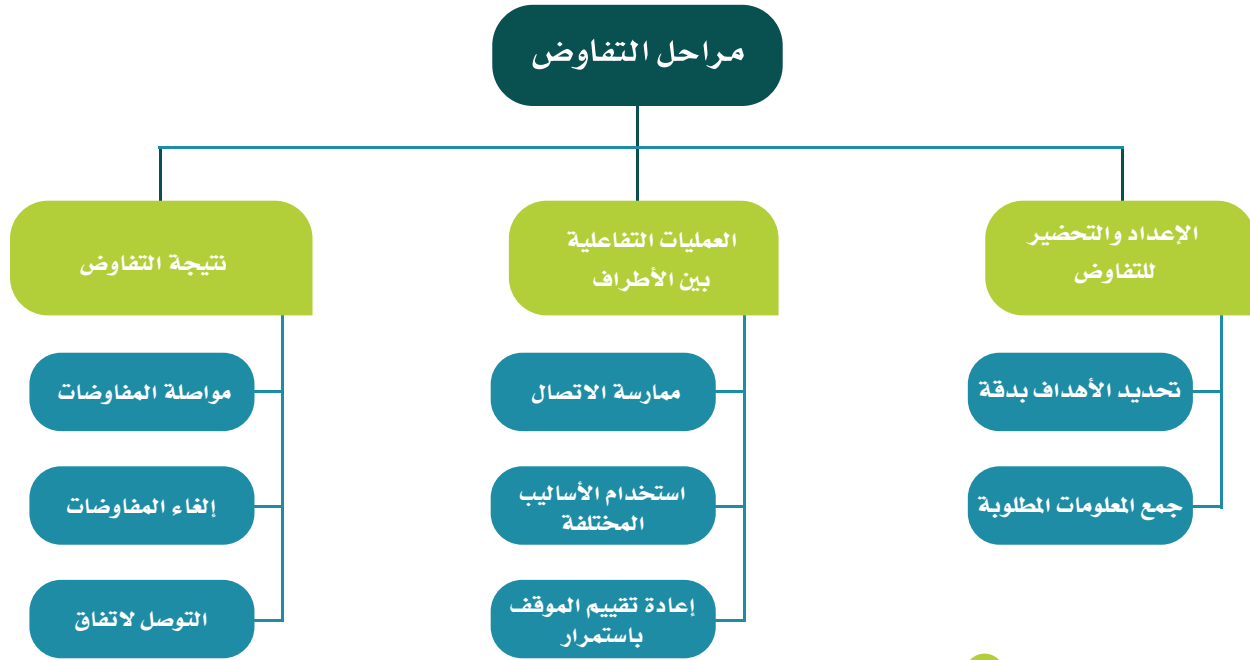 مراحل التفاوض
الإعداد والتحضير
للتفاوض
تحديد الأهداف بدقة
جمع المعلومات المطلوبة
العمليات التفاعلية
بين الأطراف
ممارسة الاتصال
استخدام الأساليب
المختلفة
إعادة تقييم الموقف
باستمرار
نتيجة التفاوض
مواصلة المفاوضات
إلغاء المفاوضات
التوصل لاتفاق